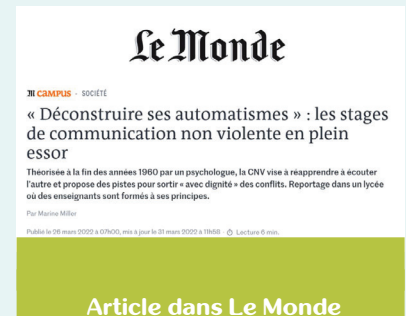 Le Monde
M CAMPUS · SOCIÉTÉ
« Déconstruire ses automatismes » : les stages
de communication non violente en plein
essor
Théorisée à la fin des années 1960 par un psychologue, la CNV vise à réapprendre à écouter
l'autre et propose des pistes pour sortir « avec dignité » des conflits. Reportage dans un lycée
où des enseignants sont formés à ses principes.
Par Marine Miller
Publié le 26 mars 2022 à 07h00, mis à jour le 31 mars 2022 à 11h58 · Lecture 6 min.
Article dans Le Monde